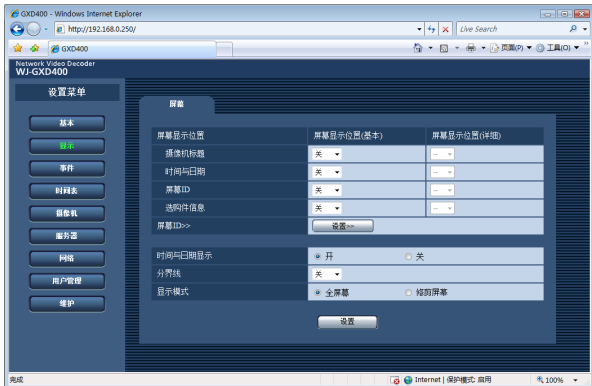 GXD400 - Windows Internet Explorer
http://192.168.0.250/
Live Search
GXD400
页面(P) 工具(O) »
Network Video Decoder
WJ-GXD400
设置菜单
基本
显示
事件
时间表
摄像机
服务器
网络
用户管理
维护
屏幕
屏幕显示位置 屏幕显示位置(基本) 屏幕显示位置(详细)
摄像机标题 关 --
时间与日期 关 --
屏幕ID 关 --
选购件信息 关 --
屏幕ID>> 设置>>
时间与日期显示 开 关
分界线 关
显示模式 全屏幕 修剪屏幕
设置
完成 Internet | 保护模式: 启用 100%